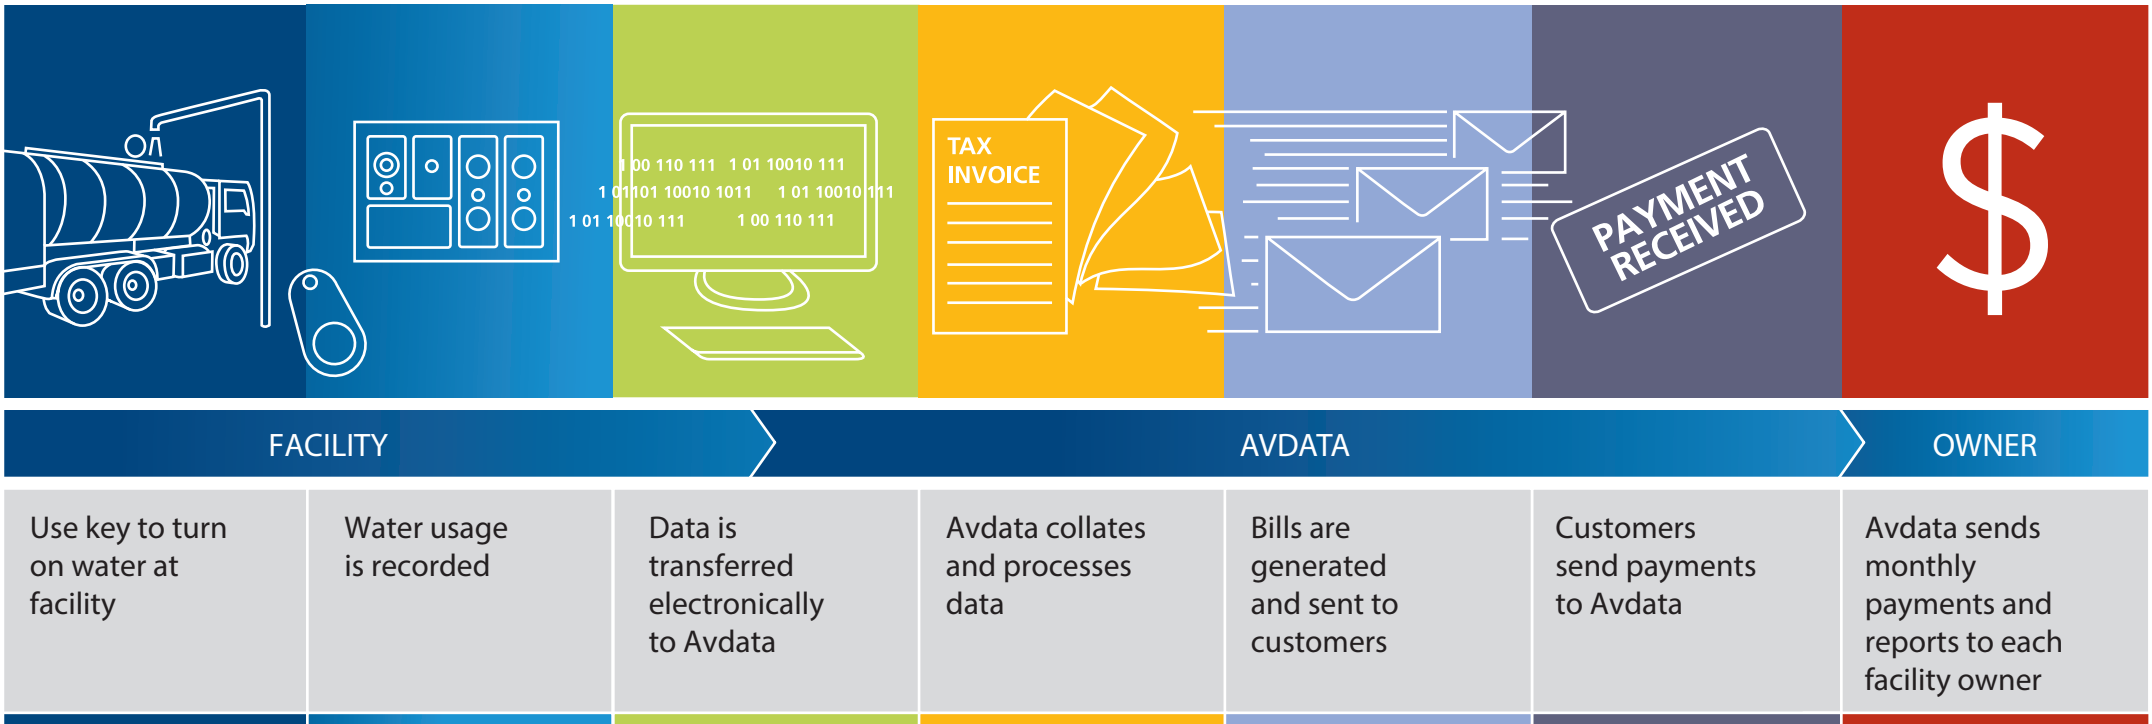 1 00 110 111   1 01 10010 111
1 01101 10010 1011   1 01 10010 111
1 01 10010 111   1 00 110 111
TAX
INVOICE
PAYMENT
RECEIVED
$
FACILITY
AVDATA
OWNER
Use key to turn
on water at
facility
Water usage
is recorded
Data is
transferred
electronically
to Avdata
Avdata collates
and processes
data
Bills are
generated
and sent to
customers
Customers
send payments
to Avdata
Avdata sends
monthly
payments and
reports to each
facility owner